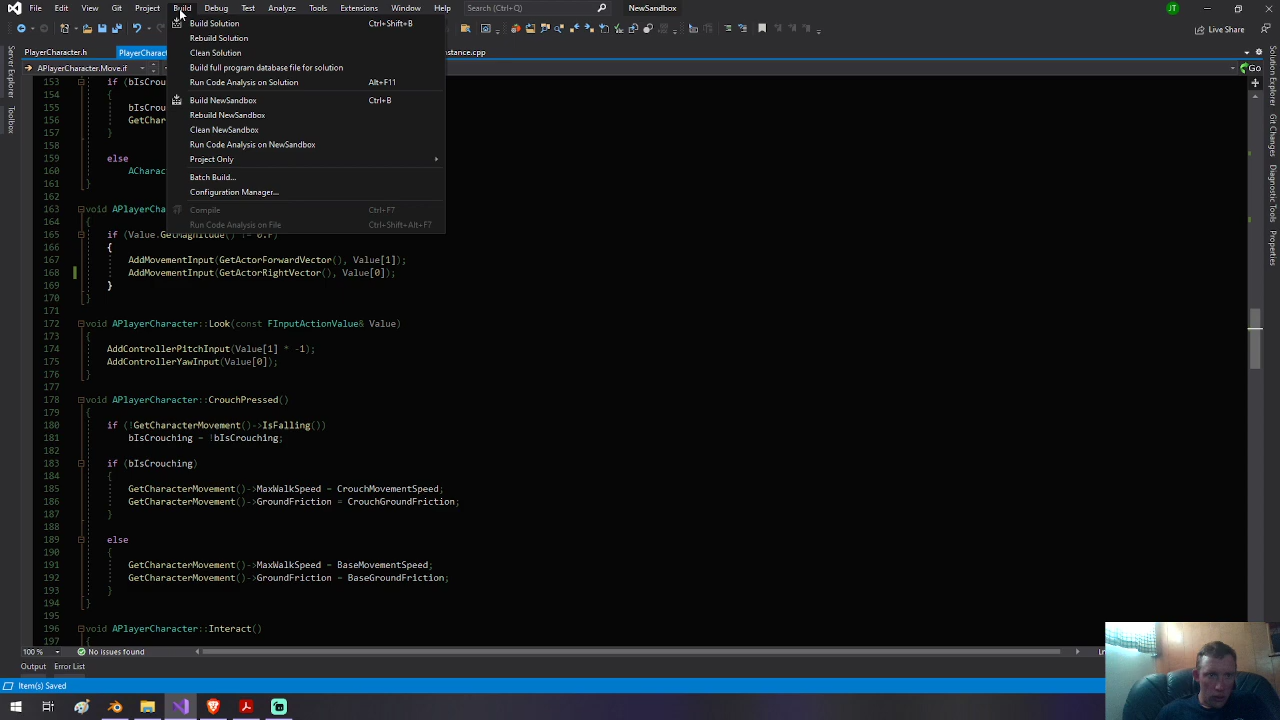 File Edit View Git Project Build Debug Test Analyze Tools Extensions Window Help Search (Ctrl+Q) NewSandbox JT
Live Share
PlayerCharacter.h PlayerCharact stance.cpp
APlayerCharacter.Move.if Go
Server Explorer
Toolbox
Solution Explorer
Git Changes
Diagnostic Tools
Properties
Build Solution Ctrl+Shift+B
Rebuild Solution
Clean Solution
Build full program database file for solution
Run Code Analysis on Solution Alt+F11
Build NewSandbox Ctrl+B
Rebuild NewSandbox
Clean NewSandbox
Run Code Analysis on NewSandbox
Project Only
Batch Build...
Configuration Manager...
Compile Ctrl+F7
Run Code Analysis on File Ctrl+Shift+Alt+F7
153 if (bIsCrouch
154 {
155 bIsCrou
156 GetChar
157 }
158
159 else
160 ACharac
161 }
162
163 void APlayerCha
164 {
165 if (Value.GetMagnitude() != 0.f)
166 {
167 AddMovementInput(GetActorForwardVector(), Value[1]);
168 AddMovementInput(GetActorRightVector(), Value[0]);
169 }
170 }
171
172 void APlayerCharacter::Look(const FInputActionValue& Value)
173 {
174 AddControllerPitchInput(Value[1] * -1);
175 AddControllerYawInput(Value[0]);
176 }
177
178 void APlayerCharacter::CrouchPressed()
179 {
180 if (!GetCharacterMovement()->IsFalling())
181 bIsCrouching = !bIsCrouching;
182
183 if (bIsCrouching)
184 {
185 GetCharacterMovement()->MaxWalkSpeed = CrouchMovementSpeed;
186 GetCharacterMovement()->GroundFriction = CrouchGroundFriction;
187 }
188
189 else
190 {
191 GetCharacterMovement()->MaxWalkSpeed = BaseMovementSpeed;
192 GetCharacterMovement()->GroundFriction = BaseGroundFriction;
193 }
194 }
195
196 void APlayerCharacter::Interact()
197 {
100 % No issues found
Output Error List
Item(s) Saved